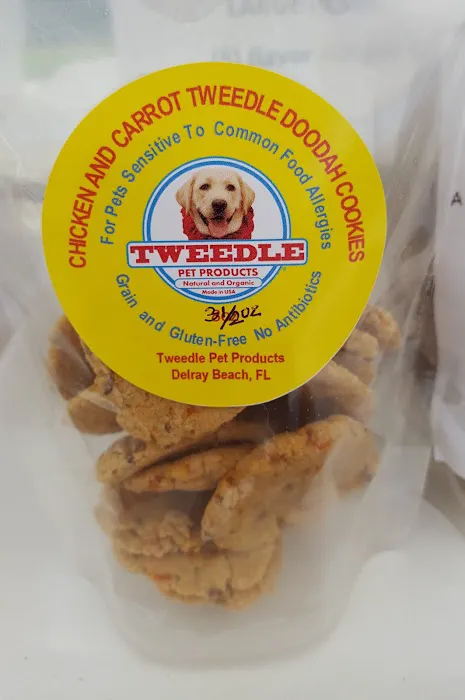 CHICKEN AND CARROT TWEEDLE DOODAH COOKIES
For Pets Sensitive To Common Food Allergies
TWEEDLE
PET PRODUCTS
Natural and Organic
Made in USA
Grain and Gluten-Free No Antibiotics
Tweedle Pet Products
Delray Beach, FL
A